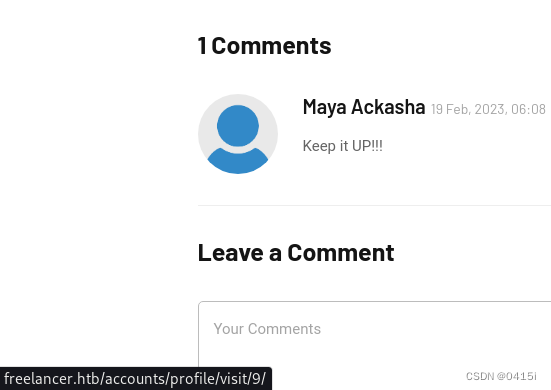 1 Comments
Maya Ackasha 19 Feb, 2023, 06:08
Keep it UP!!!
Leave a Comment
Your Comments
freelancer.htb/accounts/profile/visit/9/
CSDN @0415i